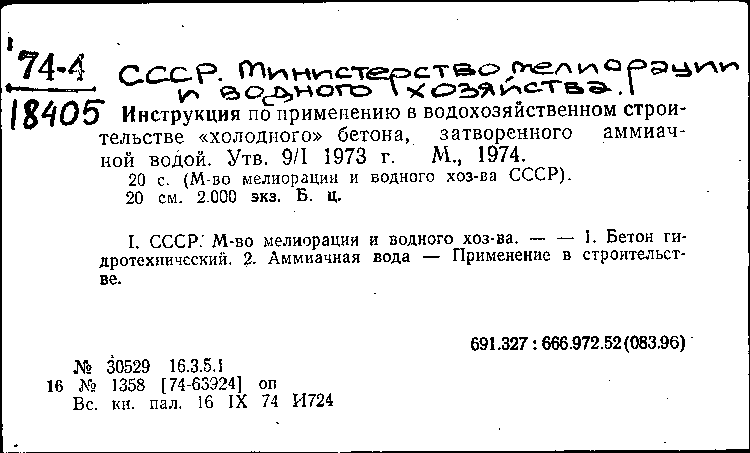 74-4
18405
СССР. Министерство мелиорации
и водного хозяйства.
Инструкция по применению в водохозяйственном строи-
тельстве «холодного» бетона, затворенного аммиач-
ной водой. Утв. 9/I 1973 г. М., 1974.
20 с. (М-во мелиорации и водного хоз-ва СССР).
20 см. 2.000 экз. Б. ц.
I. СССР. М-во мелиорации и водного хоз-ва. — — 1. Бетон ги-
дротехнический. 2. Аммиачная вода — Применение в строительст-
ве.
691.327 : 666.972.52 (083.96)
№ 30529 16.3.5.1
16 № 1358 [74-63924] оп
Вс. кн. пал. 16 IX 74 И724